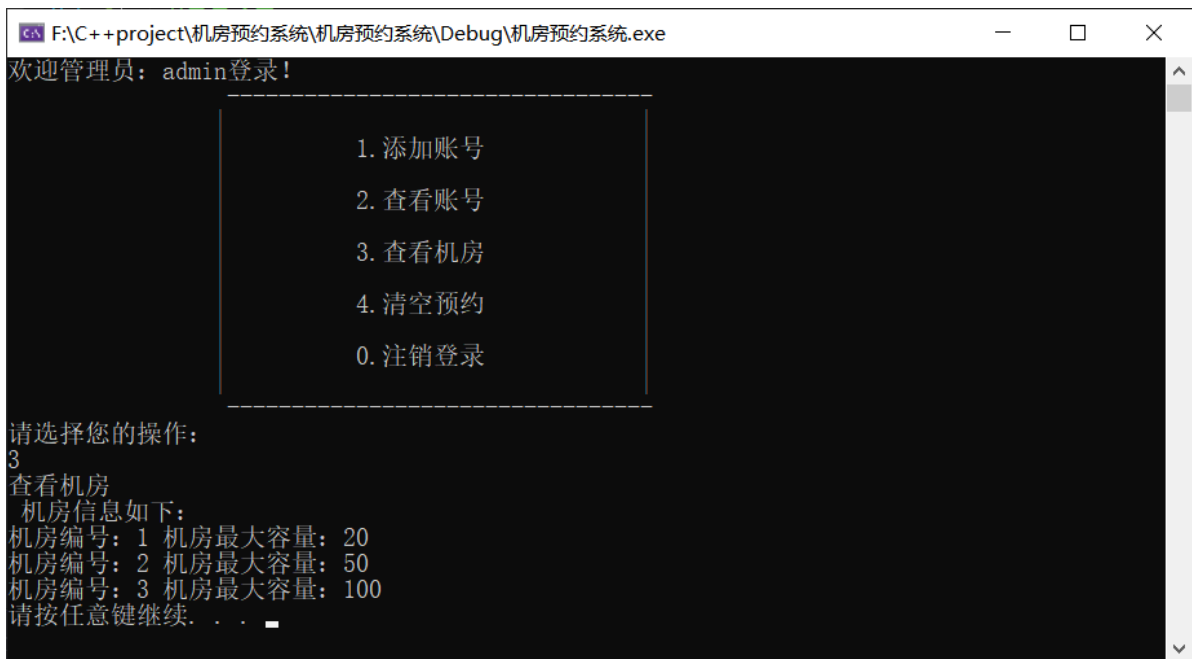 F:\C++project\机房预约系统\机房预约系统\Debug\机房预约系统.exe
欢迎管理员：admin登录！
---------------------------------
1.添加账号
2.查看账号
3.查看机房
4.清空预约
0.注销登录
---------------------------------
请选择您的操作：
3
查看机房
机房信息如下：
机房编号：1 机房最大容量：20
机房编号：2 机房最大容量：50
机房编号：3 机房最大容量：100
请按任意键继续. . .